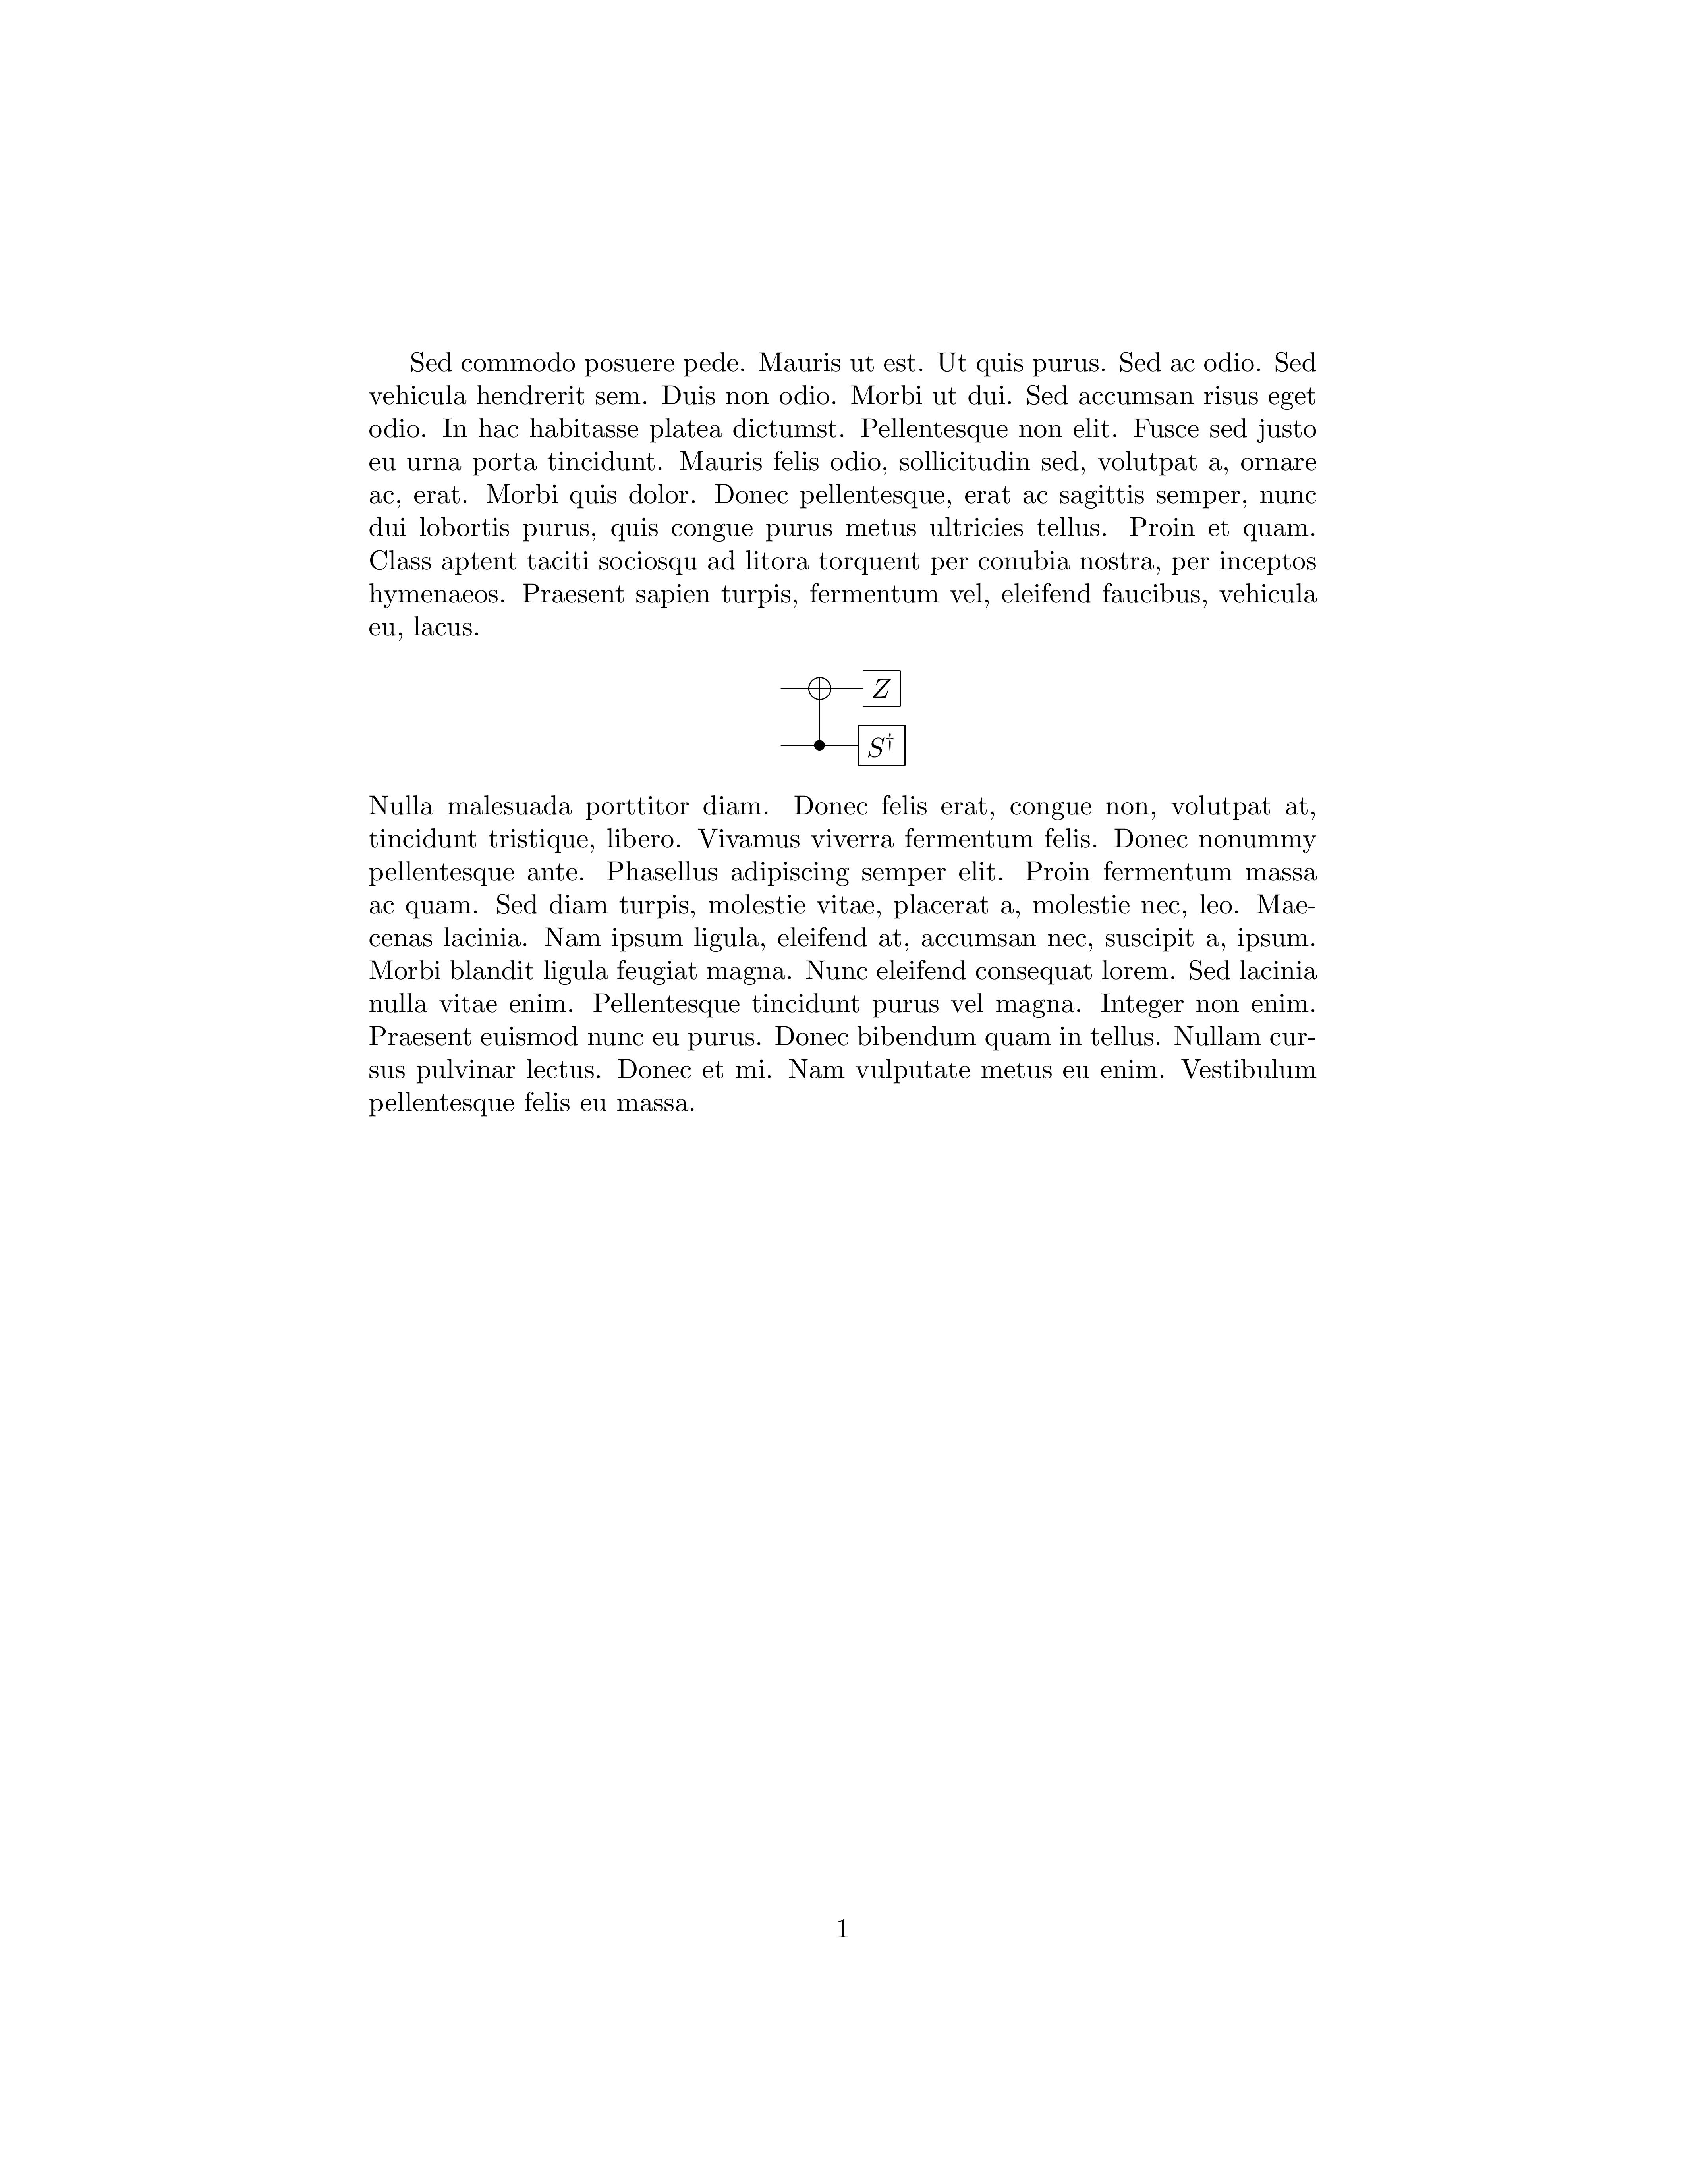 Sed commodo posuere pede. Mauris ut est. Ut quis purus. Sed ac odio. Sed
vehicula hendrerit sem. Duis non odio. Morbi ut dui. Sed accumsan risus eget
odio. In hac habitasse platea dictumst. Pellentesque non elit. Fusce sed justo
eu urna porta tincidunt. Mauris felis odio, sollicitudin sed, volutpat a, ornare
ac, erat. Morbi quis dolor. Donec pellentesque, erat ac sagittis semper, nunc
dui lobortis purus, quis congue purus metus ultricies tellus. Proin et quam.
Class aptent taciti sociosqu ad litora torquent per conubia nostra, per inceptos
hymenaeos. Praesent sapien turpis, fermentum vel, eleifend faucibus, vehicula
eu, lacus.
Z
S†
Nulla malesuada porttitor diam. Donec felis erat, congue non, volutpat at,
tincidunt tristique, libero. Vivamus viverra fermentum felis. Donec nonummy
pellentesque ante. Phasellus adipiscing semper elit. Proin fermentum massa
ac quam. Sed diam turpis, molestie vitae, placerat a, molestie nec, leo. Mae-
cenas lacinia. Nam ipsum ligula, eleifend at, accumsan nec, suscipit a, ipsum.
Morbi blandit ligula feugiat magna. Nunc eleifend consequat lorem. Sed lacinia
nulla vitae enim. Pellentesque tincidunt purus vel magna. Integer non enim.
Praesent euismod nunc eu purus. Donec bibendum quam in tellus. Nullam cur-
sus pulvinar lectus. Donec et mi. Nam vulputate metus eu enim. Vestibulum
pellentesque felis eu massa.
1